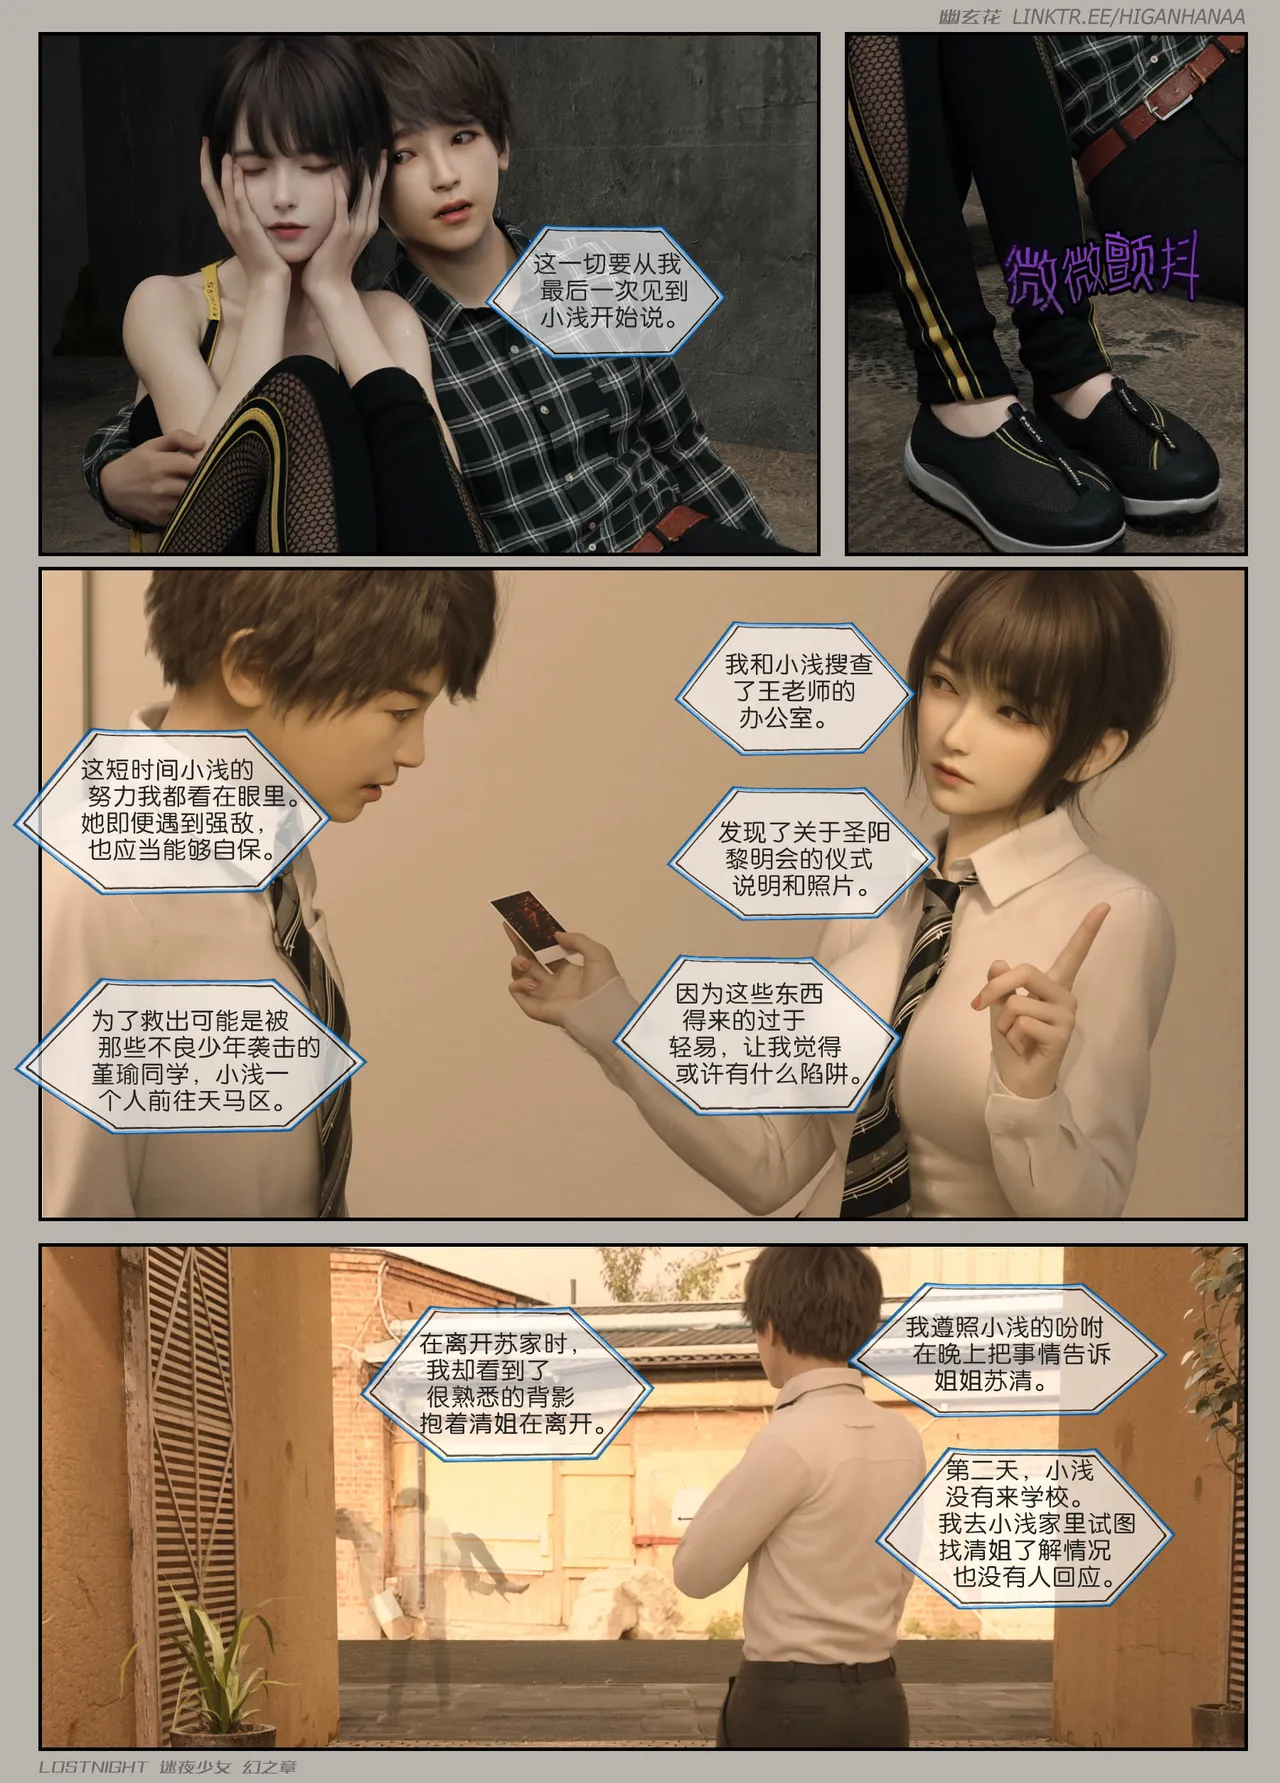 幽玄花 LINKTR.EE/HIGANHANAA
这一切要从我
最后一次见到
小浅开始说。
微微颤抖
我和小浅搜查
了王老师的
办公室。
这短时间小浅的
努力我都看在眼里。
她即便遇到强敌，
也应当能够自保。
发现了关于圣阳
黎明会的仪式
说明和照片。
因为这些东西
得来的过于
轻易，让我觉得
或许有什么陷阱。
为了救出可能是被
那些不良少年袭击的
堇瑜同学，小浅一
个人前往天马区。
我遵照小浅的吩咐
在晚上把事情告诉
姐姐苏清。
在离开苏家时，
我却看到了
很熟悉的背影
抱着清姐在离开。
第二天，小浅
没有来学校。
我去小浅家里试图
找清姐了解情况
也没有人回应。
LOSTNIGHT 迷夜少女 幻之章